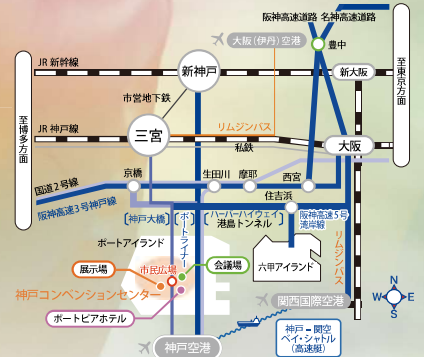 阪神高速道路
名神高速道路
大阪(伊丹)空港
豊中
JR 新幹線
新神戸
新大阪
至東京方面
至博多方面
市営地下鉄
JR 神戸線
三宮
リムジンバス
私鉄
大阪
京橋
生田川
摩耶
西宮
国道2号線
阪神高速3号神戸線
住吉浜
[神戸大橋]
ポートライナー
[ハーバーハイウェイ]
港島トンネル
阪神高速5号
湾岸線
リムジンバス
ポートアイランド
展示場
市民広場
会議場
六甲アイランド
神戸コンベンションセンター
ポートピアホテル
関西国際空港
N
W
E
S
神戸空港
神戸ー関空
ベイ・シャトル
(高速艇)